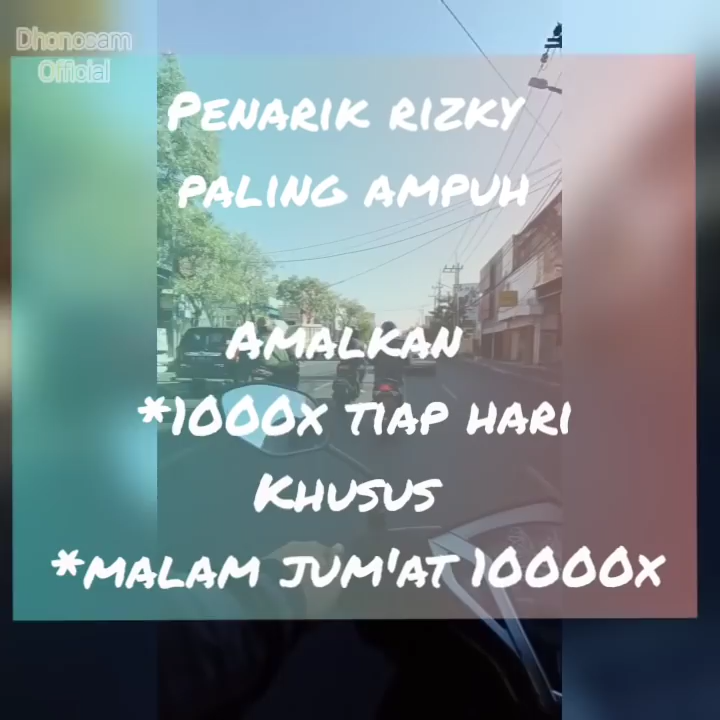 Dhonosam
Official
PENARIK RIZKY
PALING AMPUH
AMALKAN
*1000X TIAP HARI
KHUSUS
*MALAM JUM'AT 10000X